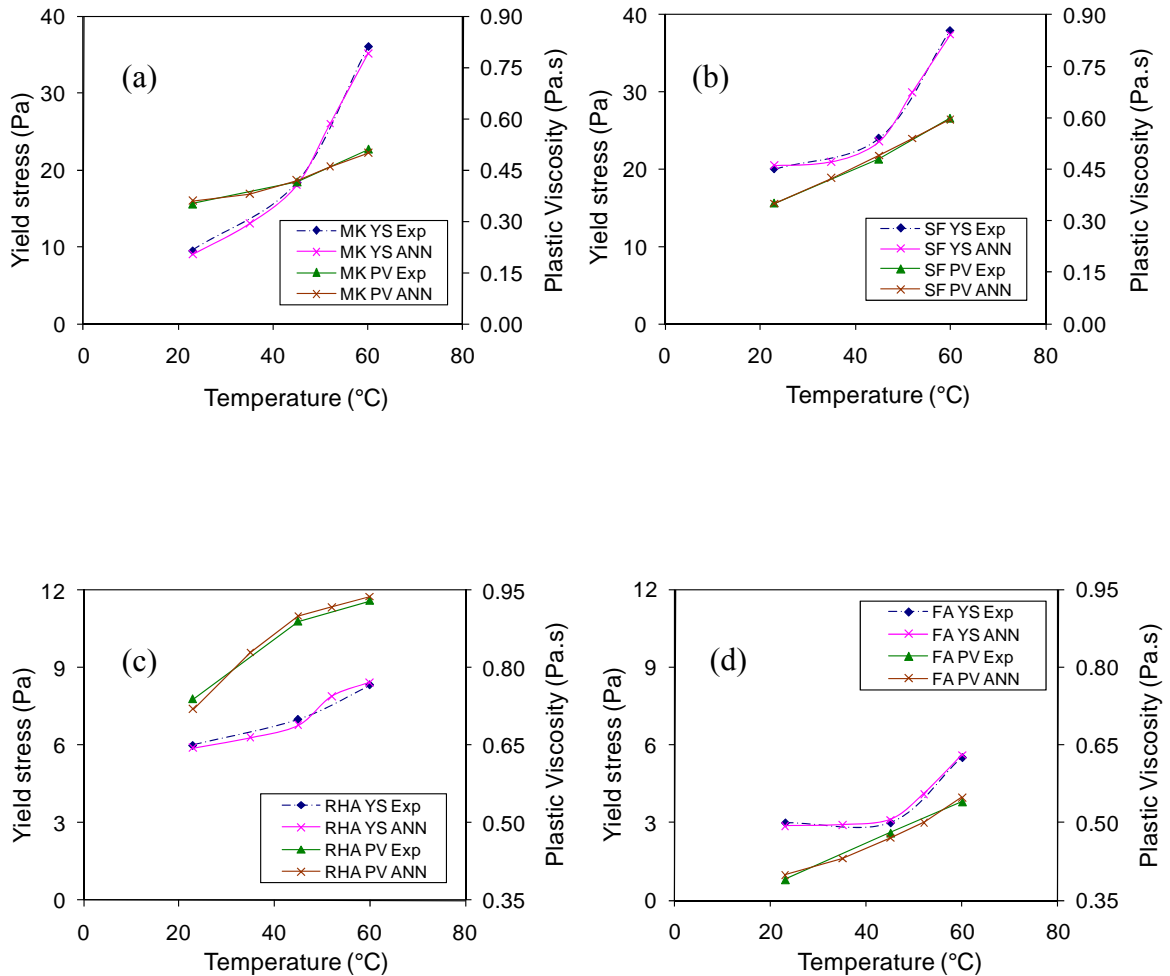 (a)
Yield stress (Pa)
40
30
20
10
0
0.90
0.75
0.60
0.45
0.30
0.15
0.00
Plastic Viscosity (Pa.s)
MK YS Exp
MK YS ANN
MK PV Exp
MK PV ANN
0 20 40 60 80
Temperature (°C)
(b)
Yield stress (Pa)
40
30
20
10
0
0.90
0.75
0.60
0.45
0.30
0.15
0.00
Plastic Viscosity (Pa.s)
SF YS Exp
SF YS ANN
SF PV Exp
SF PV ANN
0 20 40 60 80
Temperature (°C)
(c)
Yield stress (Pa)
12
9
6
3
0
0.95
0.80
0.65
0.50
0.35
Plastic Viscosity (Pa.s)
RHA YS Exp
RHA YS ANN
RHA PV Exp
RHA PV ANN
0 20 40 60 80
Temperature (°C)
(d)
Yield stress (Pa)
12
9
6
3
0
0.95
0.80
0.65
0.50
0.35
Plastic Viscosity (Pa.s)
FA YS Exp
FA YS ANN
FA PV Exp
FA PV ANN
0 20 40 60 80
Temperature (°C)